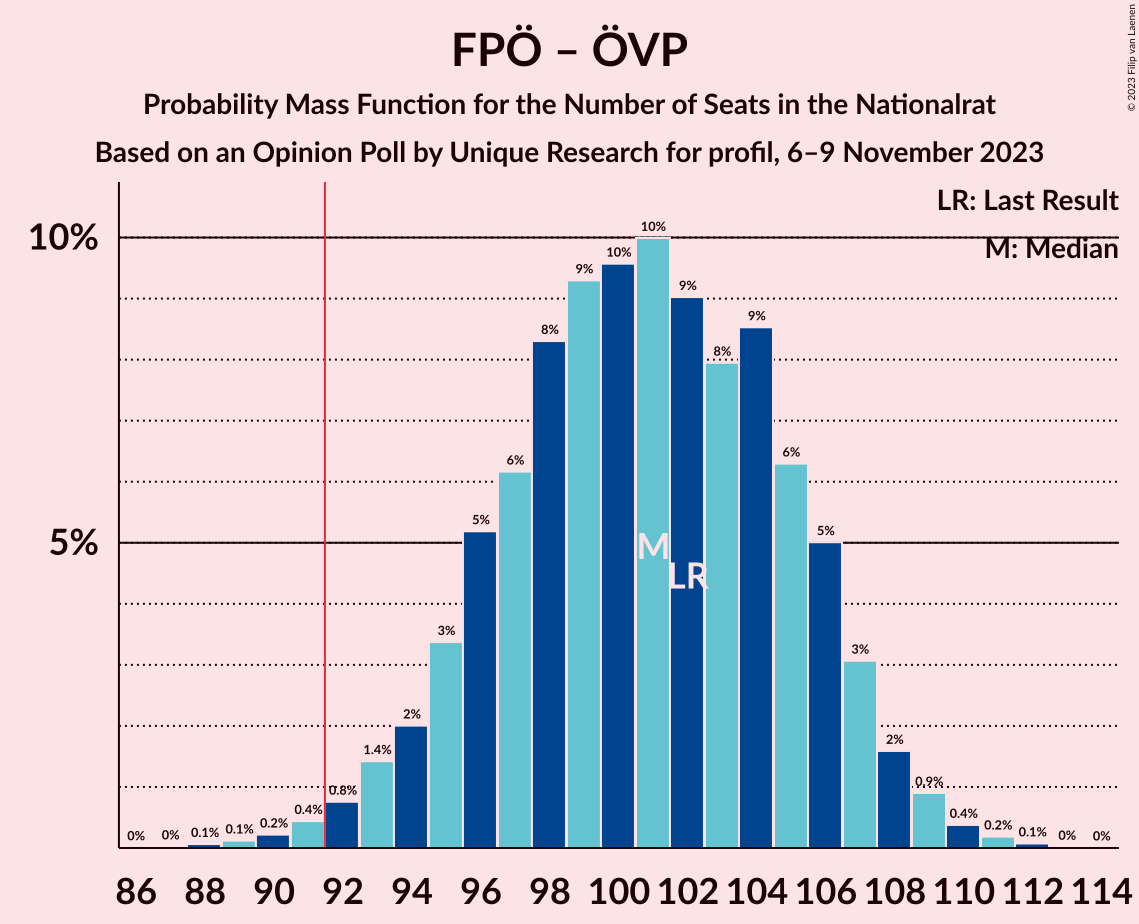 FPÖ – ÖVP
Probability Mass Function for the Number of Seats in the Nationalrat
Based on an Opinion Poll by Unique Research for profil, 6–9 November 2023
© 2023 Filip van Laenen
LR: Last Result
M: Median
10%
5%
0% 0% 0.1% 0.1% 0.2% 0.4% 0.8% 1.4% 2% 3% 5% 6% 8% 9% 10% 10% 9% 8% 9% 6% 5% 3% 2% 0.9% 0.4% 0.2% 0.1% 0% 0%
M
LR
86 88 90 92 94 96 98 100 102 104 106 108 110 112 114